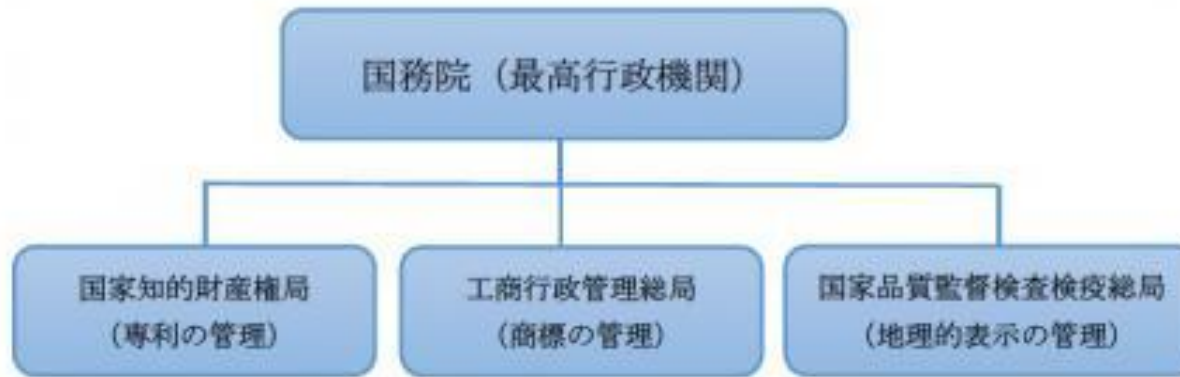 国務院（最高行政機関）
国家知的財産権局
（専利の管理）
工商行政管理総局
（商標の管理）
国家品質監督検査検疫総局
（地理的表示の管理）